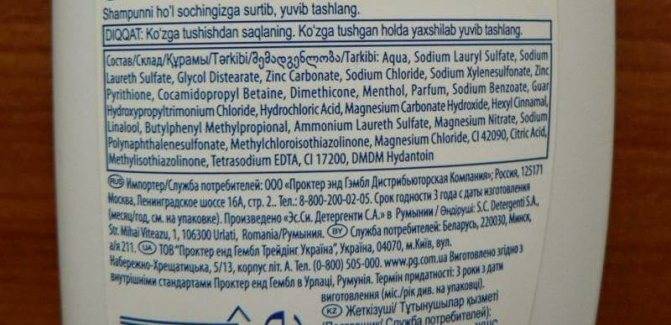 Shampunni ho'l sochingizga surtib, yuvib tashlang.
DIQQAT: Ko'zga tushishdan saqlaning. Ko'zga tushgan holda yaxshilab yuvib tashlang.
Состав/Склад/Құрамы/Tərkibi/შემადგენლობა/Tarkibi: Aqua, Sodium Lauryl Sulfate, Sodium
Laureth Sulfate, Glycol Distearate, Zinc Carbonate, Sodium Chloride, Sodium Xylenesulfonate, Zinc
Pyrithione, Cocamidopropyl Betaine, Dimethicone, Menthol, Parfum, Sodium Benzoate, Guar
Hydroxypropyltrimonium Chloride, Hydrochloric Acid, Magnesium Carbonate Hydroxide, Hexyl Cinnamal,
Linalool, Butylphenyl Methylpropional, Ammonium Laureth Sulfate, Magnesium Nitrate, Sodium
Polynaphthalenesulfonate, Methylchloroisothiazolinone, Magnesium Chloride, CI 42090, Citric Acid,
Methylisothiazolinone, Tetrasodium EDTA, CI 17200, DMDM Hydantoin
RUS Импортер/Служба потребителей: ООО «Проктер энд Гэмбл Дистрибьюторская Компания»; Россия, 125171
Москва, Ленинградское шоссе 16А, стр. 2.. Тел.: 8-800-200-02-05. Срок годности 3 года с даты изготовления
(месяц/год, см. на упаковке). Произведено «Эс.Си. Детергенти С.А.» в Румынии / Өндіруші: S.C. Detergenti S.A.,
Str. Mihai Viteazu, 1, 106300 Urlati, Romania/Румыния. BY Служба потребителей: Беларусь, 220030, Минск,
а/я 211. UA ТОВ "Проктер енд Гембл Трейдінг Україна", Україна, 04070, м.Київ, вул.
Набережно-Хрещатицька, 5/13, корпус літ. А. Тел. (0-800) 505-000. www.pg.com.ua Виготовлено згідно з
внутрішніми стандартами Проктер енд Гембл в Урлаці, Румунія. Термін придатності: 3 роки з дати
виготовлення (міс./рік див. на упаковці).
KZ Жеткізуші/ Тұтынушылар қызметі
Служба потребителей):